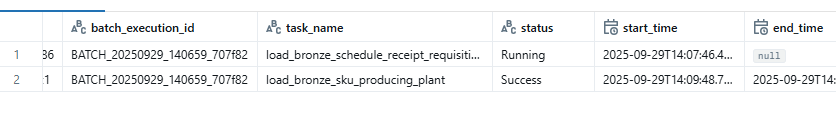 batch_execution_id task_name status start_time end_time
1 86 BATCH_20250929_140659_707f82 load_bronze_schedule_receipt_requisiti... Running 2025-09-29T14:07:46.4... null
2 :1 BATCH_20250929_140659_707f82 load_bronze_sku_producing_plant Success 2025-09-29T14:09:48.7... 2025-09-29T14: